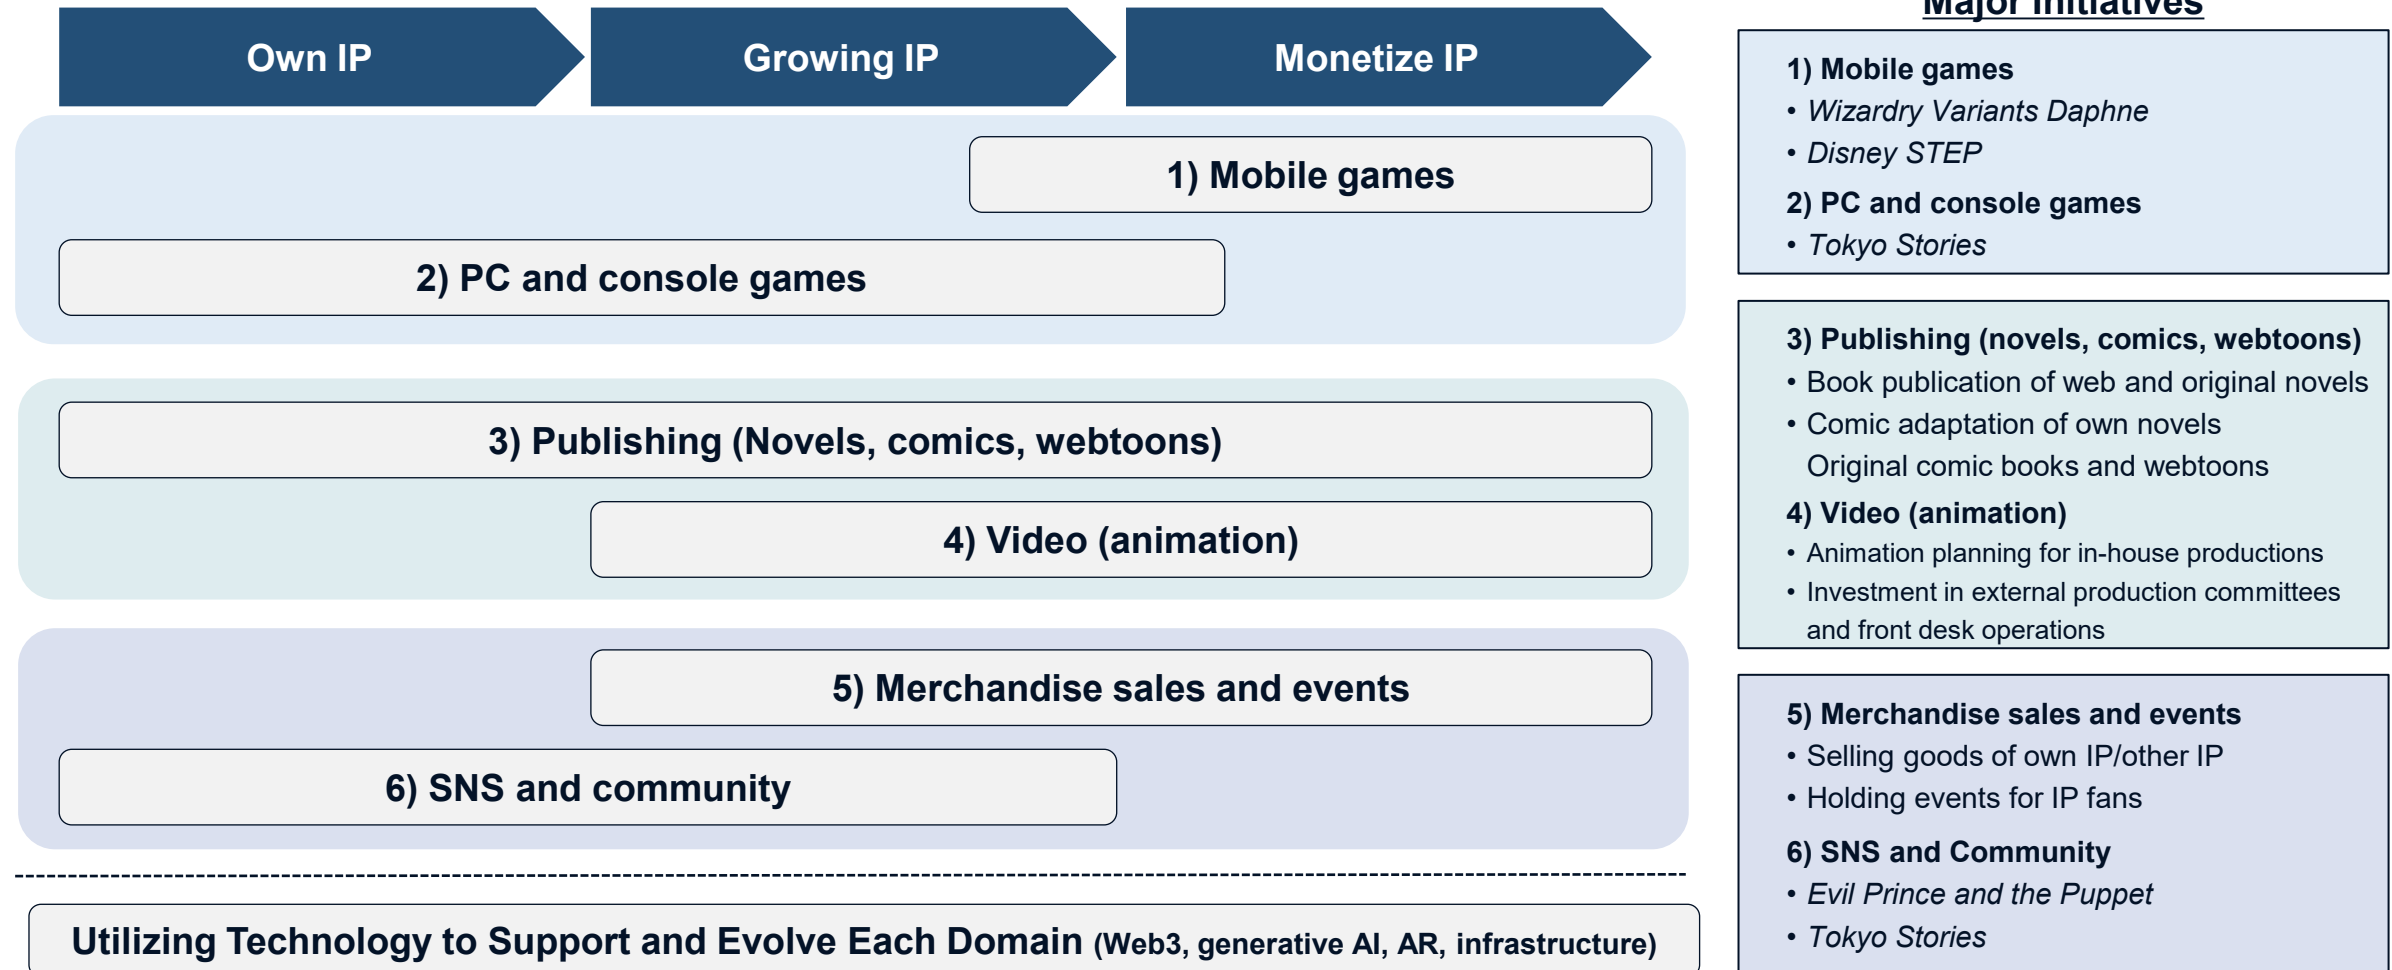 Own IP
Growing IP
Monetize IP
1) Mobile games
2) PC and console games
3) Publishing (Novels, comics, webtoons)
4) Video (animation)
5) Merchandise sales and events
6) SNS and community
Utilizing Technology to Support and Evolve Each Domain (Web3, generative AI, AR, infrastructure)
Major Initiatives
1) Mobile games
• Wizardry Variants Daphne
• Disney STEP
2) PC and console games
• Tokyo Stories
3) Publishing (novels, comics, webtoons)
• Book publication of web and original novels
• Comic adaptation of own novels
Original comic books and webtoons
4) Video (animation)
• Animation planning for in-house productions
• Investment in external production committees
and front desk operations
5) Merchandise sales and events
• Selling goods of own IP/other IP
• Holding events for IP fans
6) SNS and Community
• Evil Prince and the Puppet
• Tokyo Stories